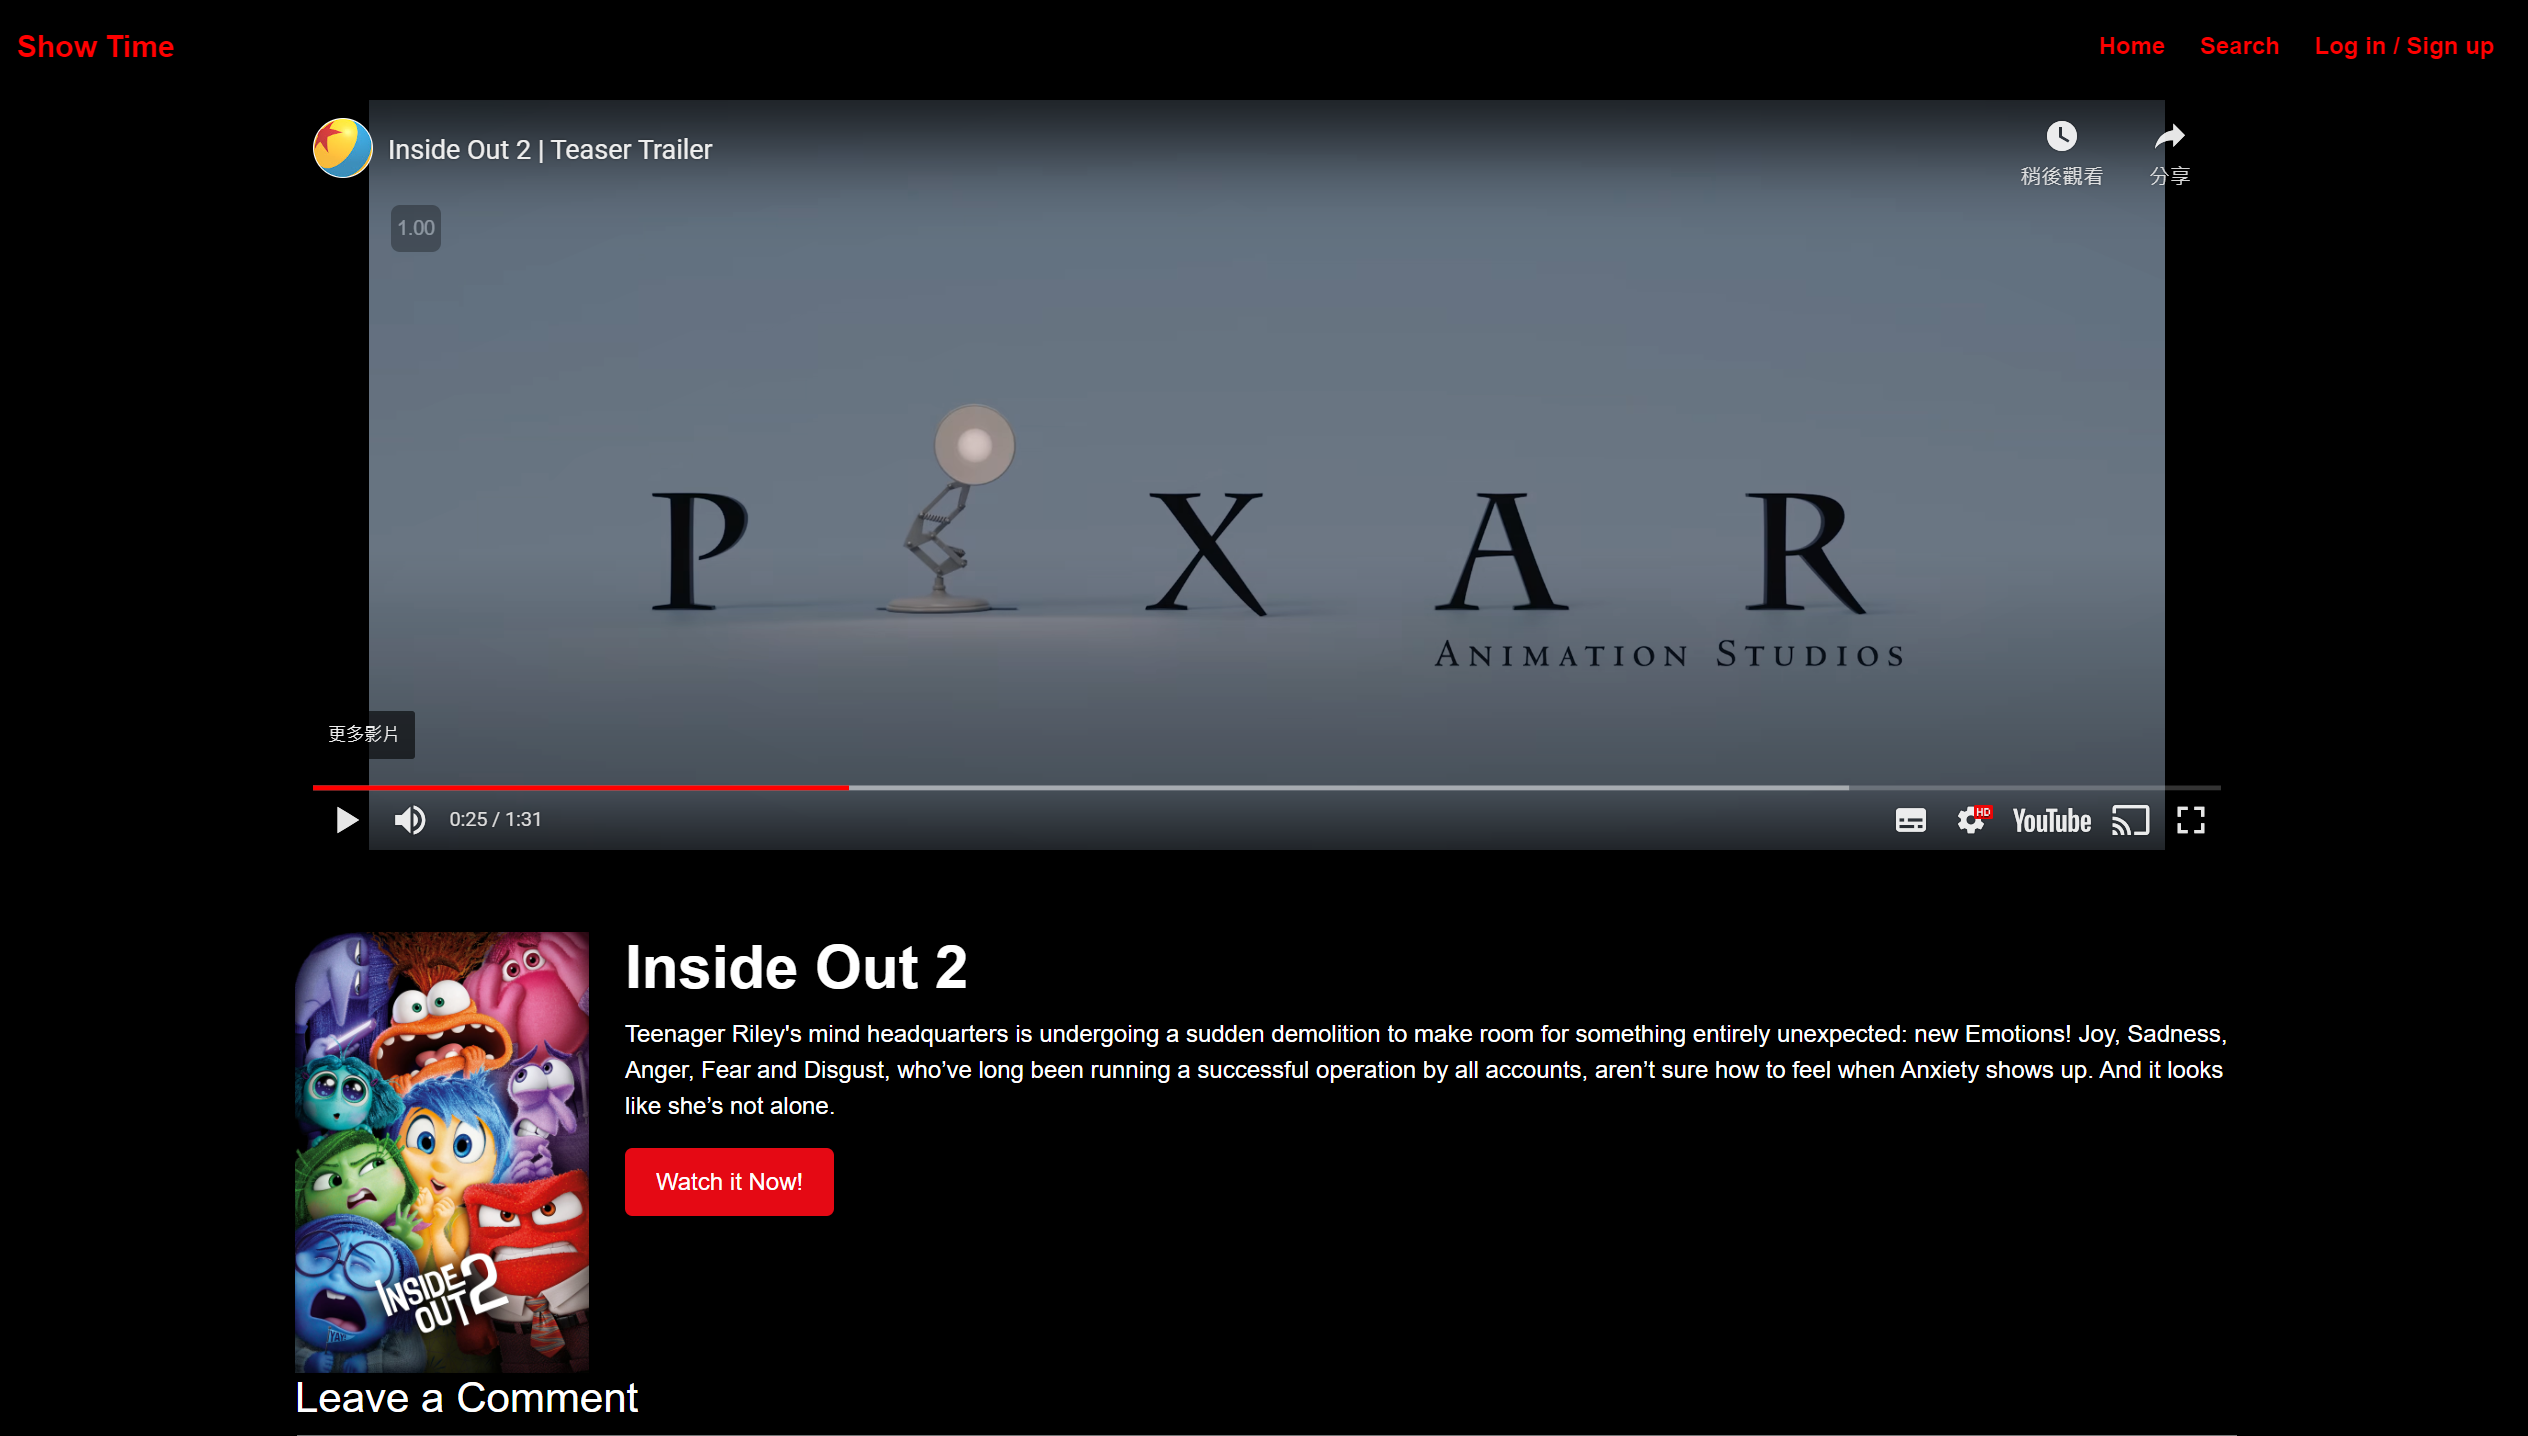 Show Time
Home Search Log in / Sign up
Inside Out 2 | Teaser Trailer
稍後觀看 分享
1.00
P XAR
ANIMATION STUDIOS
更多影片
0:25 / 1:31
HD YouTube
Inside Out 2
Teenager Riley's mind headquarters is undergoing a sudden demolition to make room for something entirely unexpected: new Emotions! Joy, Sadness,
Anger, Fear and Disgust, who’ve long been running a successful operation by all accounts, aren’t sure how to feel when Anxiety shows up. And it looks
like she’s not alone.
Watch it Now!
INSIDE
OUT 2
Leave a Comment